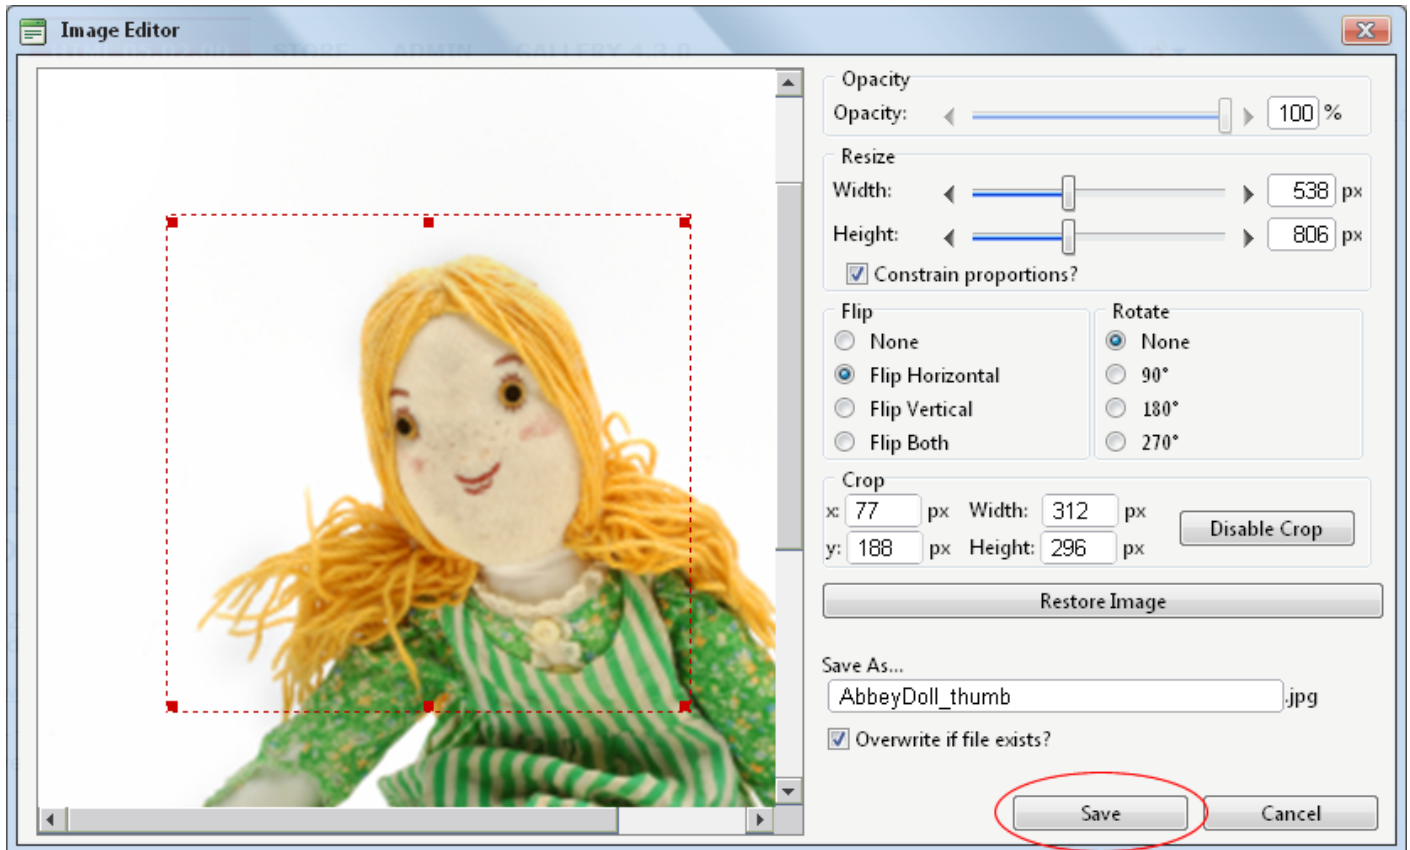 Image Editor
STORE ADMIN
Opacity
Opacity: 100 %
Resize
Width: 538 px
Height: 806 px
Constrain proportions?
Flip
None
Flip Horizontal
Flip Vertical
Flip Both
Rotate
None
90°
180°
270°
Crop
x: 77 px Width: 312 px
y: 188 px Height: 296 px
Disable Crop
Restore Image
Save As...
AbbeyDoll_thumb .jpg
Overwrite if file exists?
Save Cancel